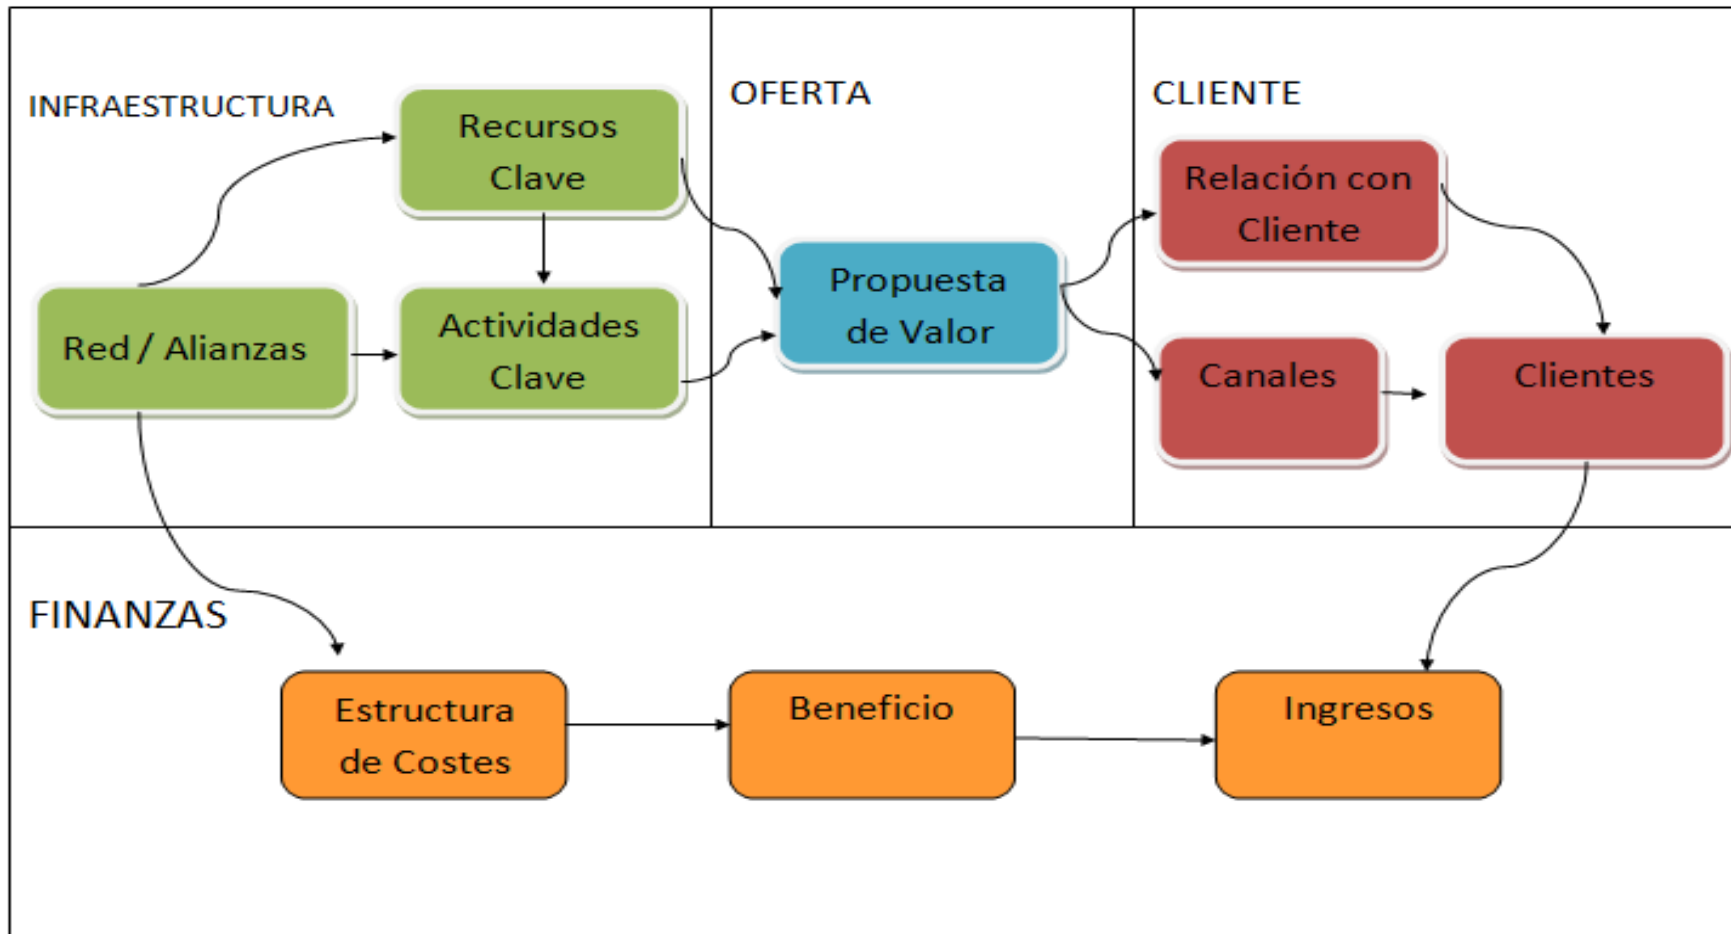 INFRAESTRUCTURA
Recursos
Clave
Red / Alianzas
Actividades
Clave
OFERTA
Propuesta
de Valor
CLIENTE
Relación con
Cliente
Canales
Clientes
FINANZAS
Estructura
de Costes
Beneficio
Ingresos